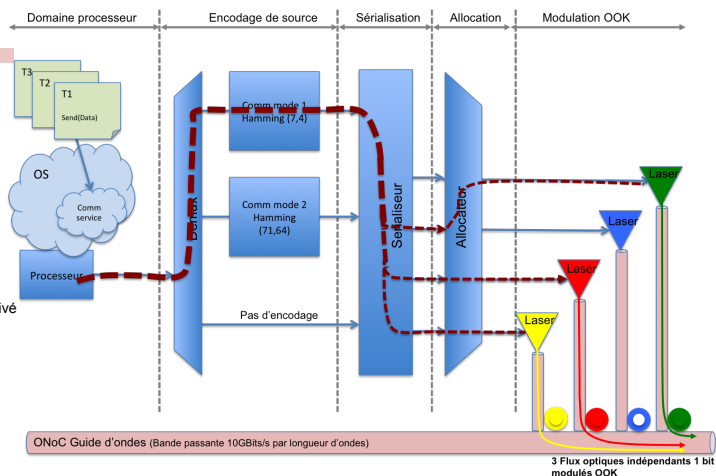 Domaine processeur
Encodage de source
Sérialisation
Allocation
Modulation OOK
T3
T2
T1
Send(Data)
OS
Comm
service
Processeur
ivé
Demux
Comm mode 1
Hamming (7,4)
Comm mode 2
Hamming
(71,64)
Pas d'encodage
Sérialiseur
Allocateur
Laser
Laser
Laser
Laser
ONoC Guide d'ondes (Bande passante 10GBits/s par longueur d'ondes)
3 Flux optiques indépendants 1 bit
modulés OOK